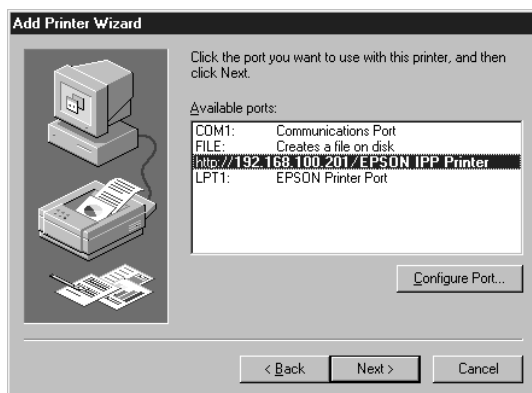 Add Printer Wizard
Click the port you want to use with this printer, and then
click Next.
Available ports:
COM1: Communications Port
FILE: Creates a file on disk
http://192.168.100.201/EPSON IPP Printer
LPT1: EPSON Printer Port
Configure Port...
< Back Next > Cancel